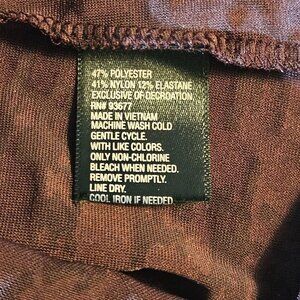 47% POLYESTER
41% NYLON 12% ELASTANE
EXCLUSIVE OF DECROATION
RN# 93677
MADE IN VIETNAM
MACHINE WASH COLD
GENTLE CYCLE.
WITH LIKE COLORS.
ONLY NON-CHLORINE
BLEACH WHEN NEEDED.
REMOVE PROMPTLY.
LINE DRY.
COOL IRON IF NEEDED